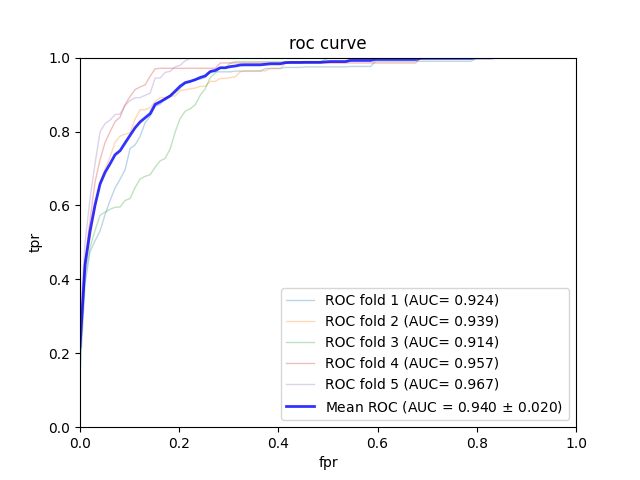 roc curve
1.0
0.8
0.6
0.4
0.2
0.0
tpr
0.0 0.2 0.4 0.6 0.8 1.0
fpr
ROC fold 1 (AUC= 0.924)
ROC fold 2 (AUC= 0.939)
ROC fold 3 (AUC= 0.914)
ROC fold 4 (AUC= 0.957)
ROC fold 5 (AUC= 0.967)
Mean ROC (AUC = 0.940 ± 0.020)